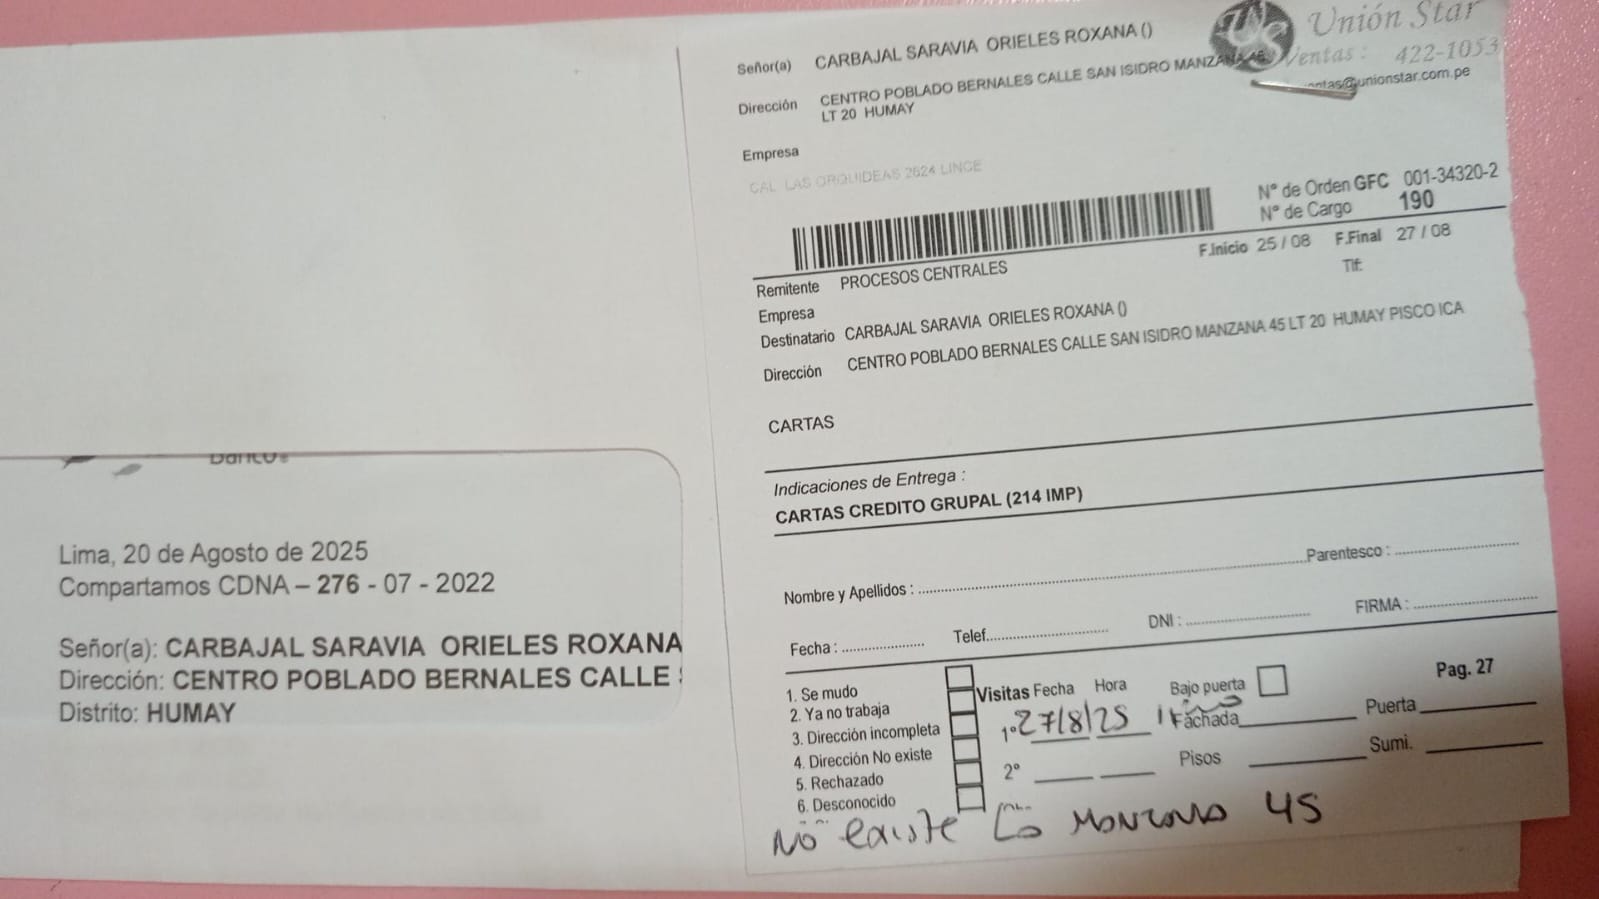 Unión Star
Ventas : 422-1053
ntas@unionstar.com.pe
Señor(a) CARBAJAL SARAVIA ORIELES ROXANA ()
Dirección CENTRO POBLADO BERNALES CALLE SAN ISIDRO MANZANA 45
LT 20 HUMAY
Empresa
CAL LAS ORQUIDEAS 2624 LINCE
N° de Orden GFC 001-34320-2
N° de Cargo 190
F.Inicio 25 / 08 F.Final 27 / 08
Tlf:
Remitente PROCESOS CENTRALES
Empresa
Destinatario CARBAJAL SARAVIA ORIELES ROXANA ()
Dirección CENTRO POBLADO BERNALES CALLE SAN ISIDRO MANZANA 45 LT 20 HUMAY PISCO ICA
CARTAS
Indicaciones de Entrega :
CARTAS CREDITO GRUPAL (214 IMP)
Nombre y Apellidos : Parentesco :
Fecha : Telef. DNI : FIRMA :
1. Se mudo
2. Ya no trabaja
3. Dirección incompleta
4. Dirección No existe
5. Rechazado
6. Desconocido
Visitas Fecha Hora Bajo puerta Pag. 27
1° 27/8/25 Fachada Puerta
2° Pisos Sumi.
No existe La Manzana 45
Banco
Lima, 20 de Agosto de 2025
Compartamos CDNA – 276 - 07 - 2022
Señor(a): CARBAJAL SARAVIA ORIELES ROXANA
Dirección: CENTRO POBLADO BERNALES CALLE
Distrito: HUMAY